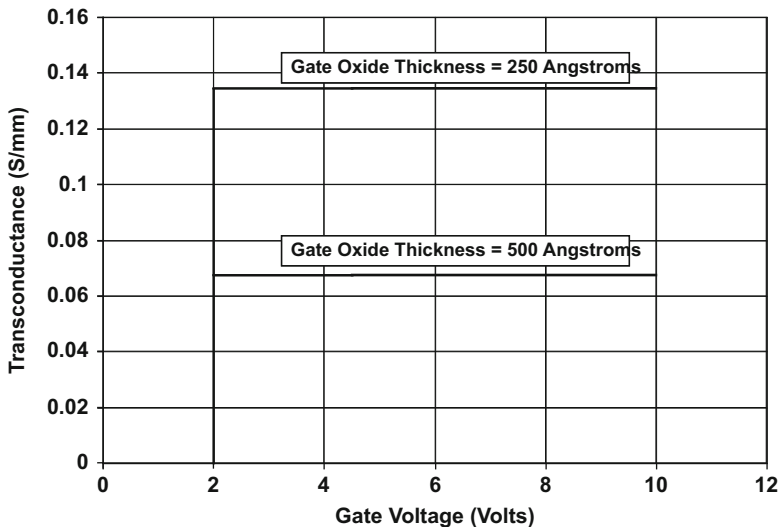 0.16
Gate Oxide Thickness = 250 Angstroms
0.14
0.12
0.1
Transconductance (S/mm)
0.08
Gate Oxide Thickness = 500 Angstroms
0.06
0.04
0.02
0
0 2 4 6 8 10 12
Gate Voltage (Volts)